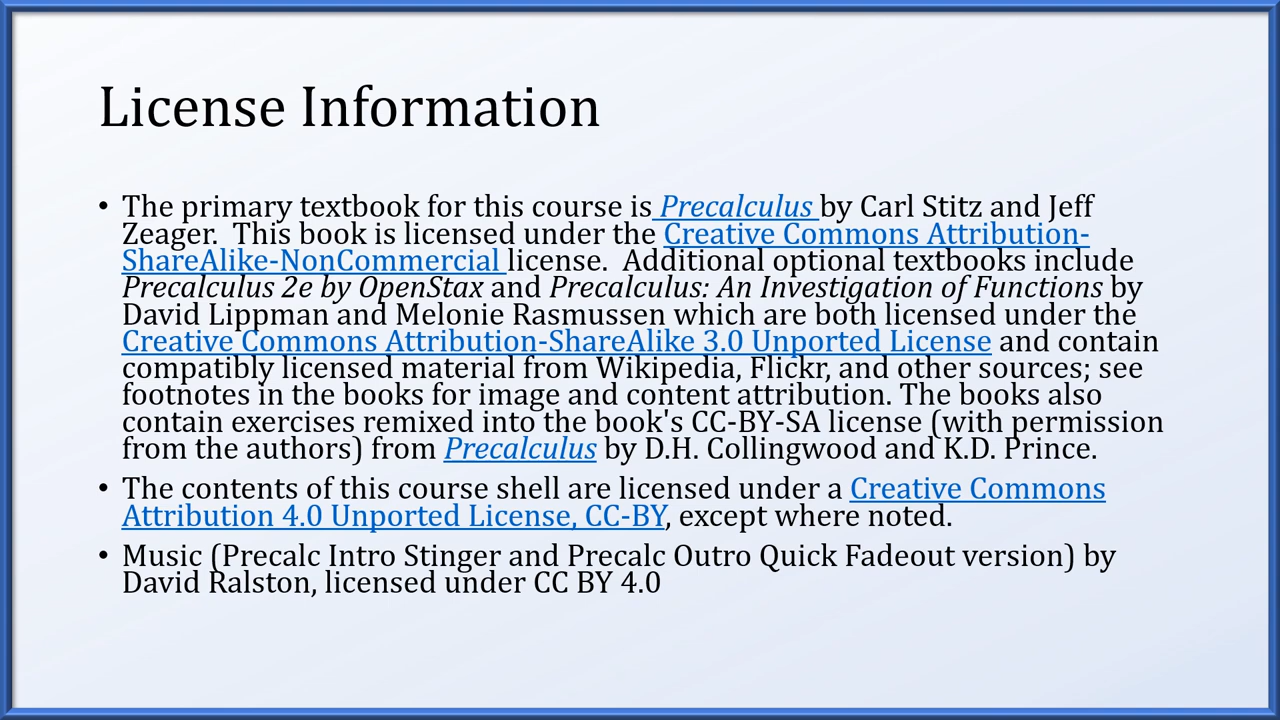 License Information
• The primary textbook for this course is Precalculus by Carl Stitz and Jeff
Zeager.  This book is licensed under the Creative Commons Attribution-
ShareAlike-NonCommercial license.  Additional optional textbooks include
Precalculus 2e by OpenStax and Precalculus: An Investigation of Functions by
David Lippman and Melonie Rasmussen which are both licensed under the
Creative Commons Attribution-ShareAlike 3.0 Unported License and contain
compatibly licensed material from Wikipedia, Flickr, and other sources; see
footnotes in the books for image and content attribution. The books also
contain exercises remixed into the book's CC-BY-SA license (with permission
from the authors) from Precalculus by D.H. Collingwood and K.D. Prince.
• The contents of this course shell are licensed under a Creative Commons
Attribution 4.0 Unported License, CC-BY, except where noted.
• Music (Precalc Intro Stinger and Precalc Outro Quick Fadeout version) by
David Ralston, licensed under CC BY 4.0